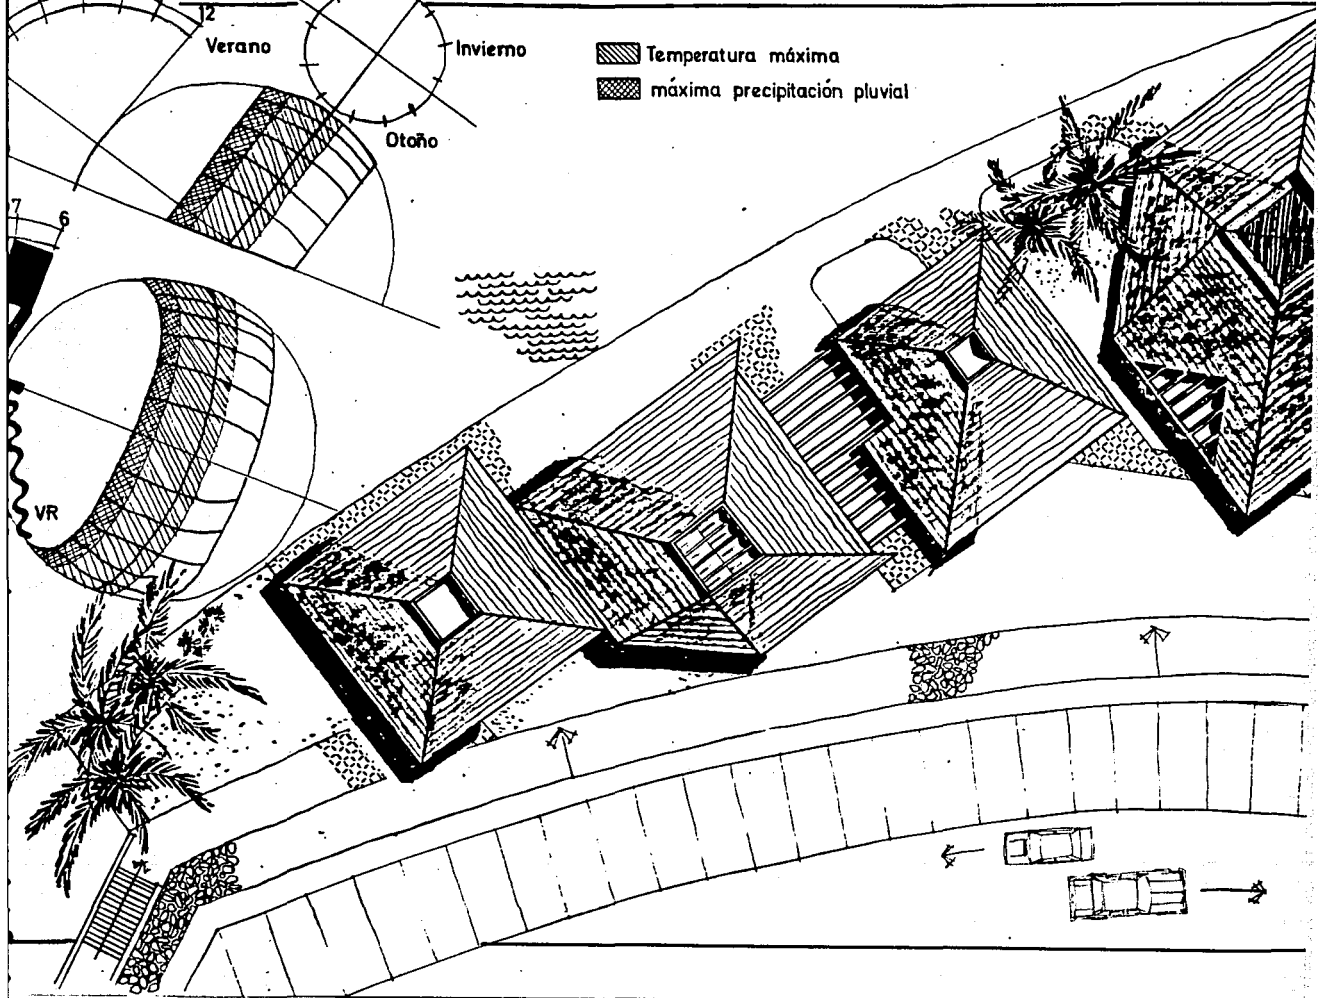 12
Verano
Invierno
Otoño
Temperatura máxima
máxima precipitación pluvial
7
6
VR